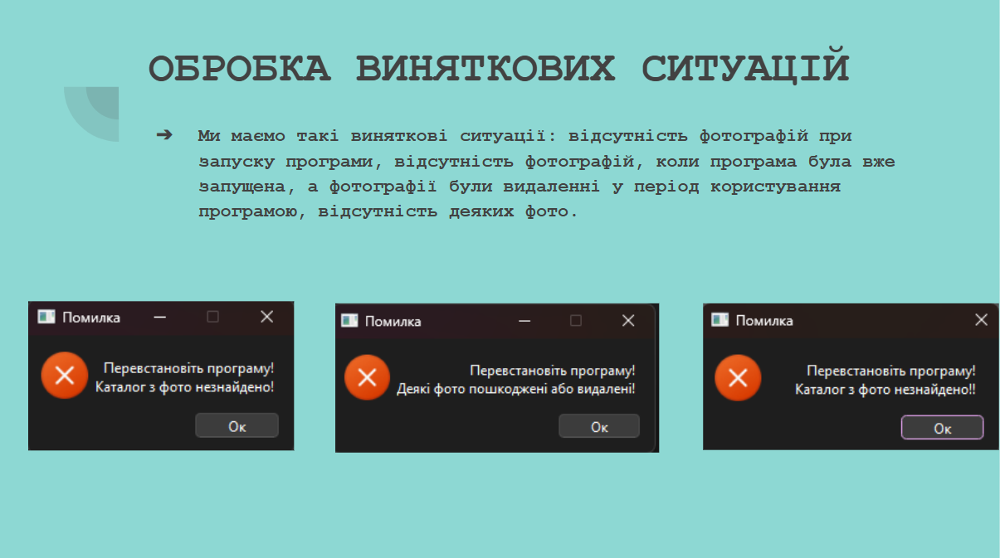 ОБРОБКА ВИНЯТКОВИХ СИТУАЦІЙ
➔ Ми маємо такі виняткові ситуації: відсутність фотографій при
запуску програми, відсутність фотографій, коли програма була вже
запущена, а фотографії були видаленні у період користування
програмою, відсутність деяких фото.
Помилка
Перевстановіть програму!
Каталог з фото незнайдено!
Ок
Помилка
Перевстановіть програму!
Деякі фото пошкоджені або видалені!
Ок
Помилка
Перевстановіть програму!
Каталог з фото незнайдено!!
Ок